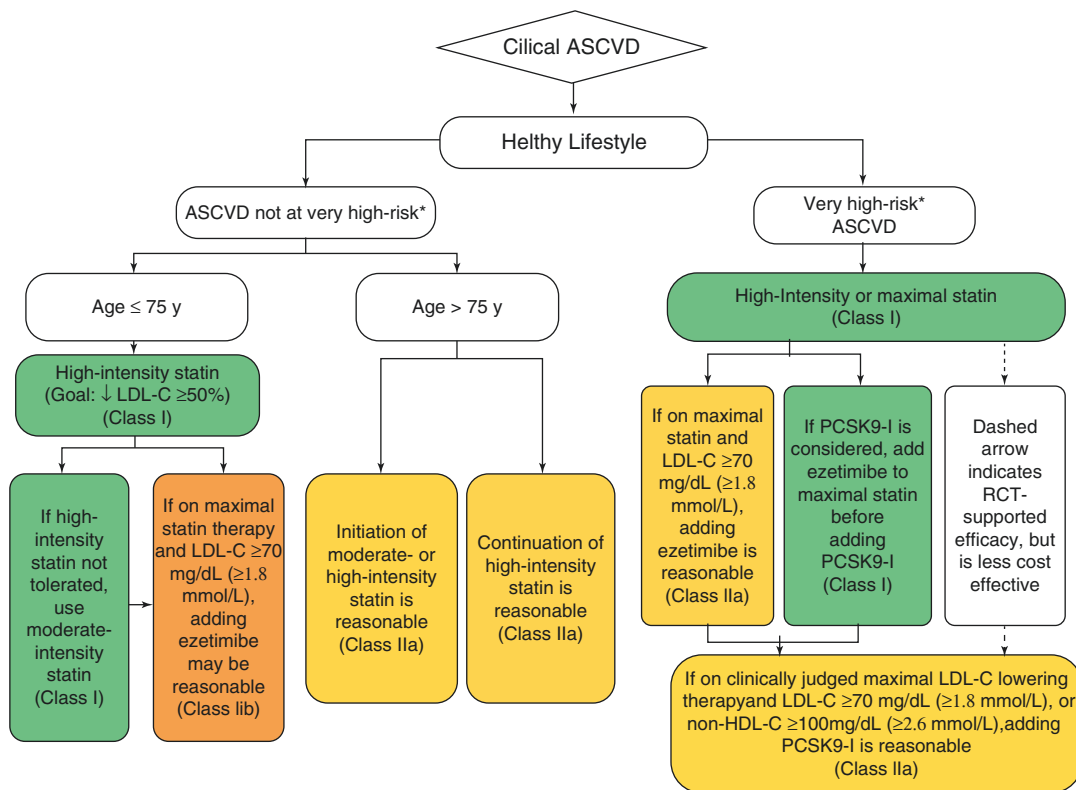 Cilical ASCVD
Helthy Lifestyle
ASCVD not at very high-risk*
Very high-risk*
ASCVD
Age ≤ 75 y
Age > 75 y
High-Intensity or maximal statin
(Class I)
High-intensity statin
(Goal: ↓ LDL-C ≥50%)
(Class I)
If high-
intensity
statin not
tolerated,
use
moderate-
intensity
statin
(Class I)
If on maximal
statin therapy
and LDL-C ≥70
mg/dL (≥1.8
mmol/L),
adding
ezetimibe
may be
reasonable
(Class Iib)
Initiation of
moderate- or
high-intensity
statin is
reasonable
(Class IIa)
Continuation of
high-intensity
statin is
reasonable
(Class IIa)
If on maximal
statin and
LDL-C ≥70
mg/dL (≥1.8
mmol/L),
adding
ezetimibe is
reasonable
(Class IIa)
If PCSK9-I is
considered, add
ezetimibe to
maximal statin
before
adding
PCSK9-I
(Class I)
Dashed
arrow
indicates
RCT-
supported
efficacy, but
is less cost
effective
If on clinically judged maximal LDL-C lowering
therapyand LDL-C ≥70 mg/dL (≥1.8 mmol/L), or
non-HDL-C ≥100mg/dL (≥2.6 mmol/L),adding
PCSK9-I is reasonable
(Class IIa)